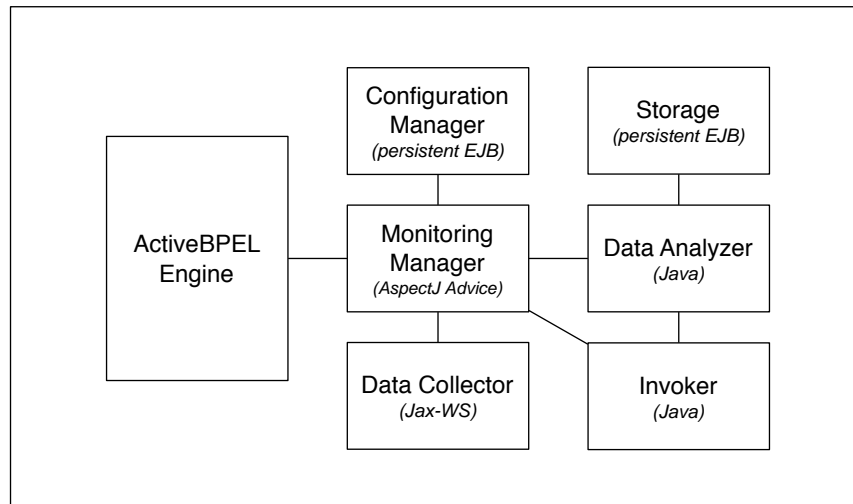 Configuration
Manager
(persistent EJB)
Storage
(persistent EJB)
ActiveBPEL
Engine
Monitoring
Manager
(AspectJ Advice)
Data Analyzer
(Java)
Data Collector
(Jax-WS)
Invoker
(Java)